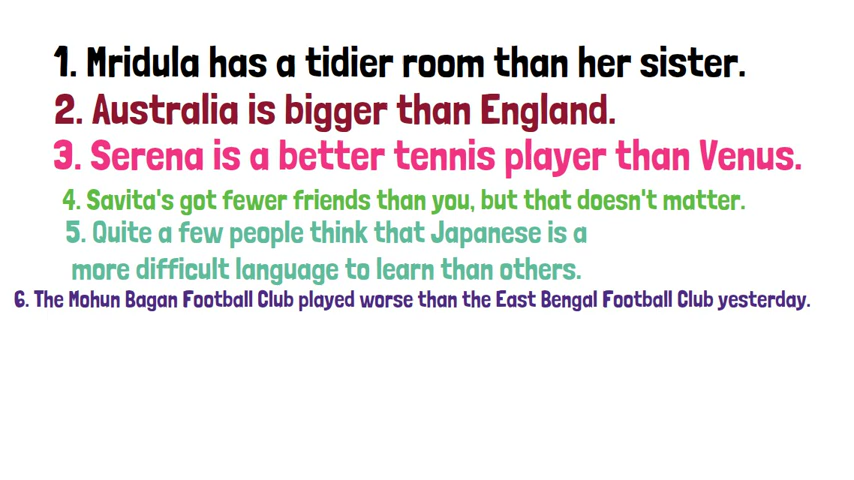 1. Mridula has a tidier room than her sister.
2. Australia is bigger than England.
3. Serena is a better tennis player than Venus.
4. Savita's got fewer friends than you, but that doesn't matter.
5. Quite a few people think that Japanese is a
more difficult language to learn than others.
6. The Mohun Bagan Football Club played worse than the East Bengal Football Club yesterday.